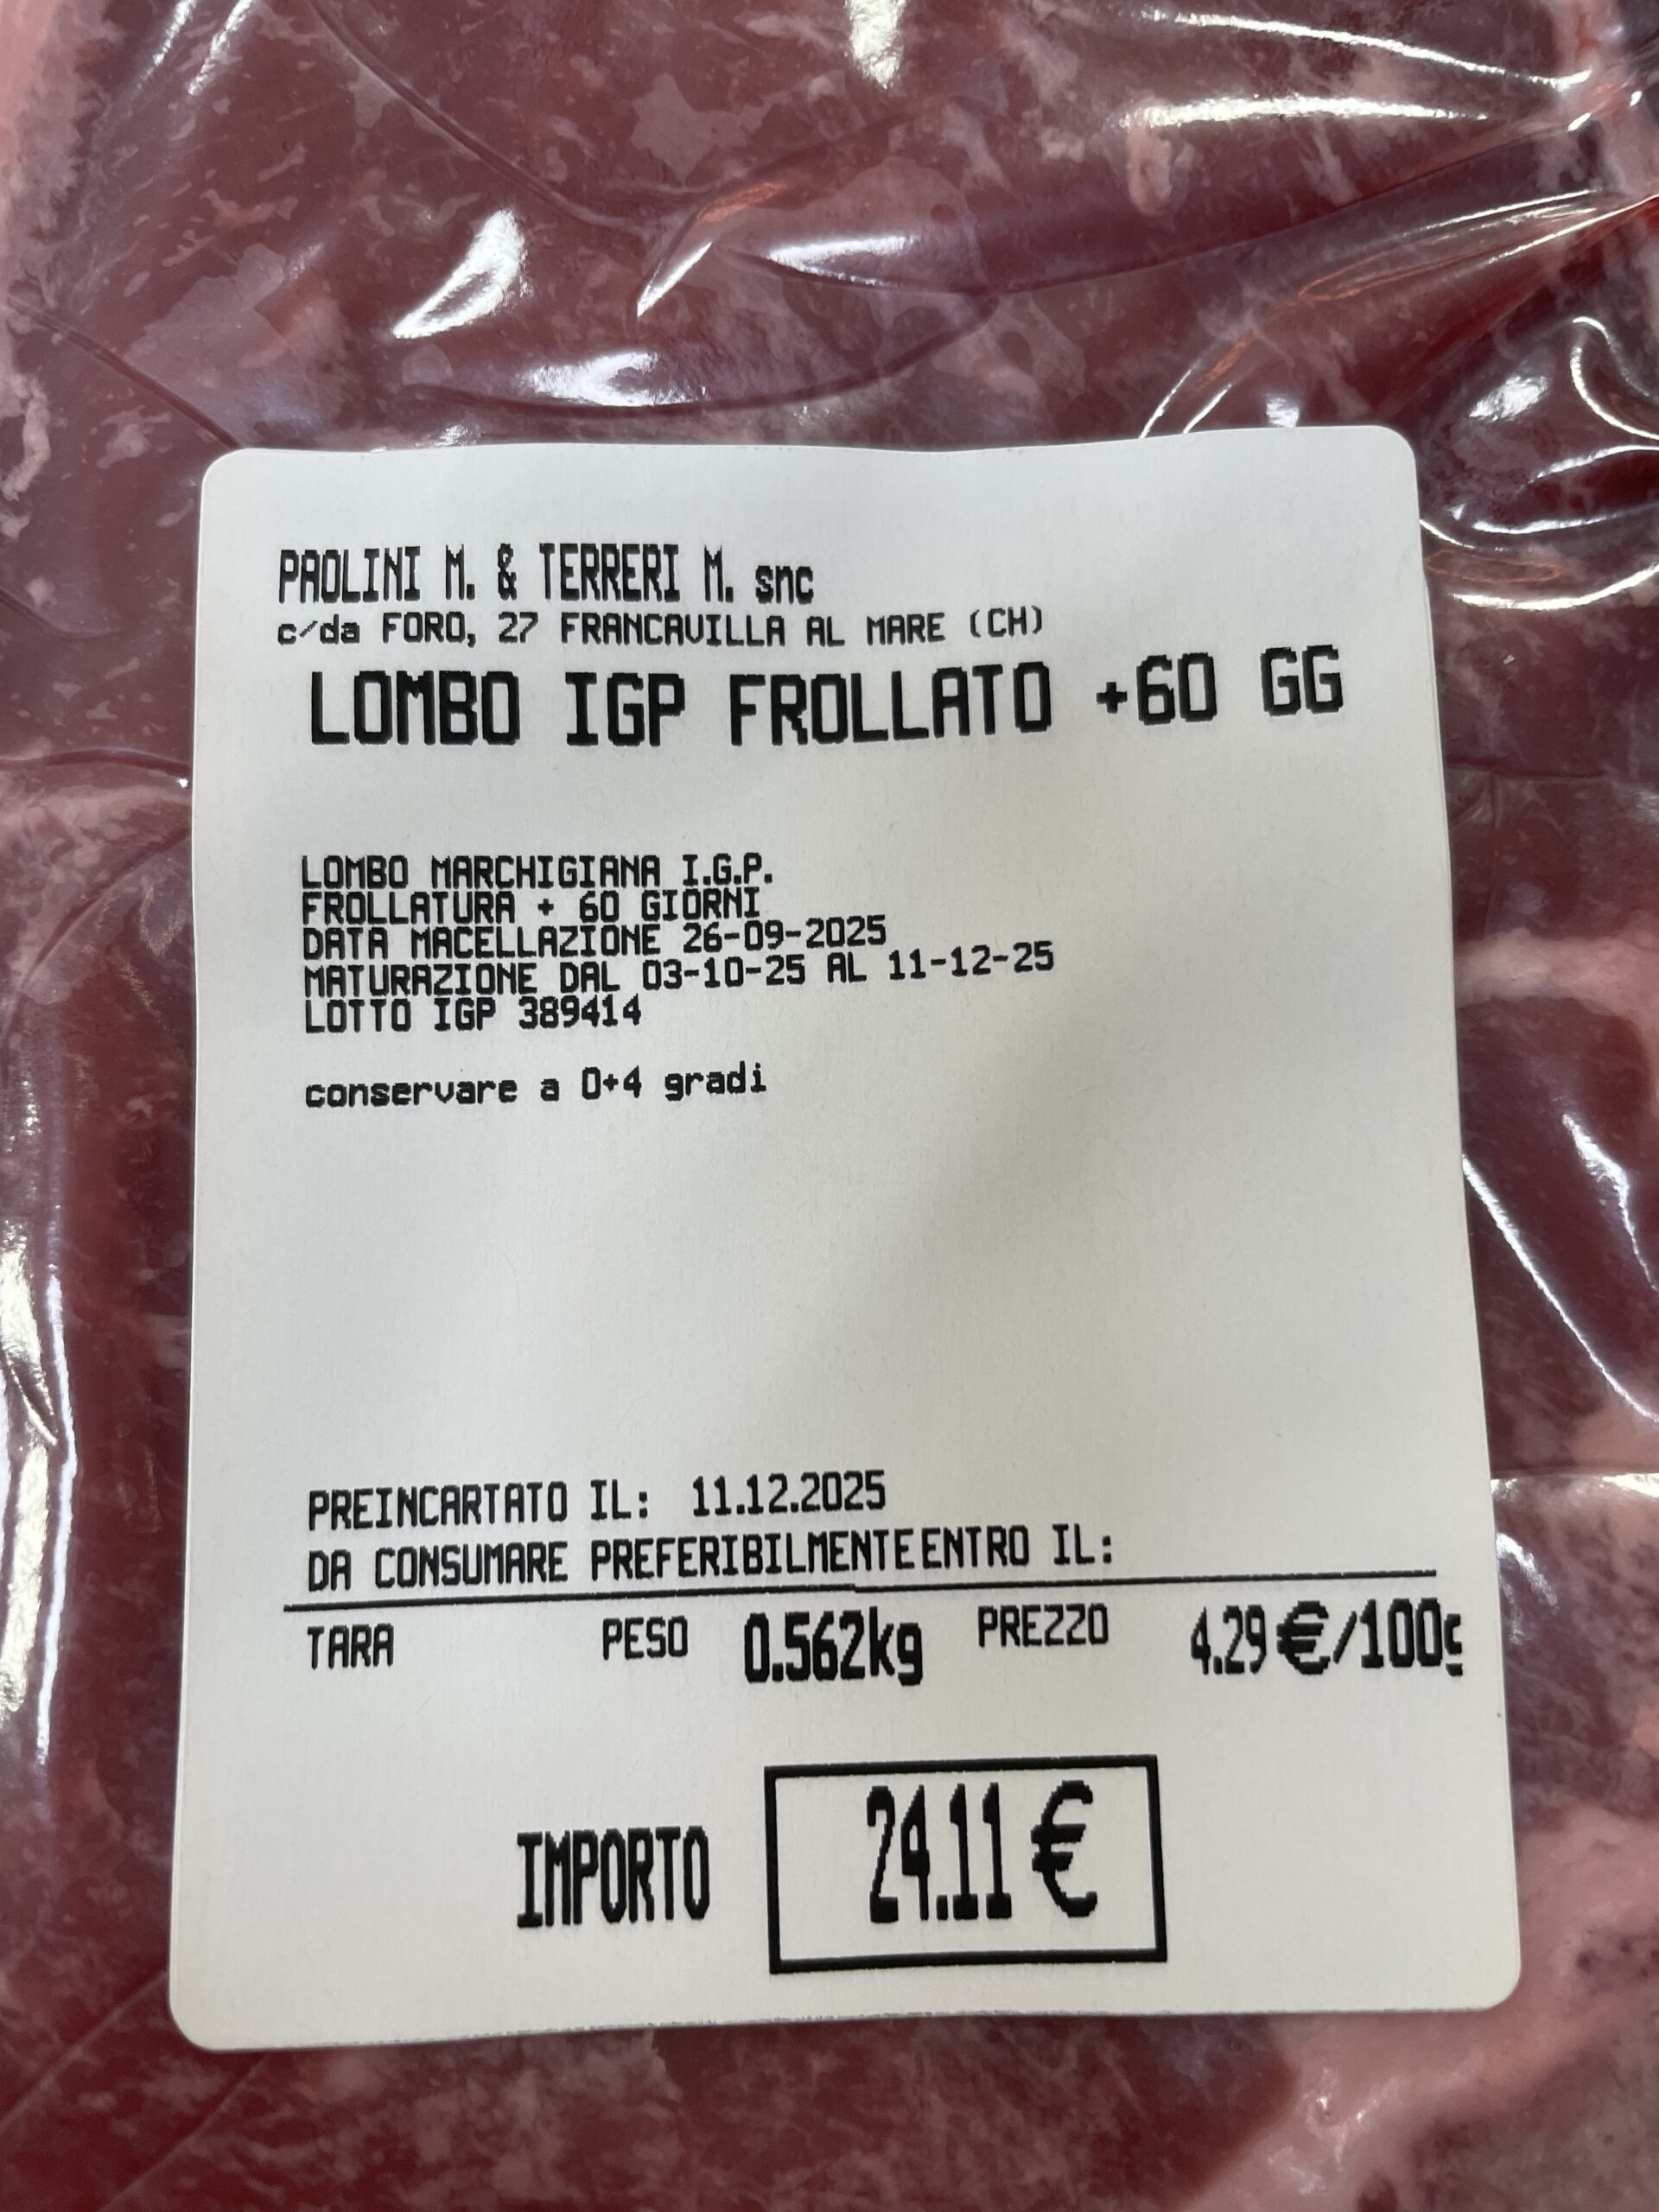 PAOLINI M. & TERRERI M. snc
c/da FORO, 27 FRANCAVILLA AL MARE (CH)
LOMBO IGP FROLLATO +60 GG
LOMBO MARCHIGIANA I.G.P.
FROLLATURA + 60 GIORNI
DATA MACELLAZIONE 26-09-2025
MATURAZIONE DAL 03-10-25 AL 11-12-25
LOTTO IGP 389414
conservare a 0+4 gradi
PREINCARTATO IL: 11.12.2025
DA CONSUMARE PREFERIBILMENTE ENTRO IL:
TARA PESO 0.562kg PREZZO 4.29 €/100g
IMPORTO 24.11 €